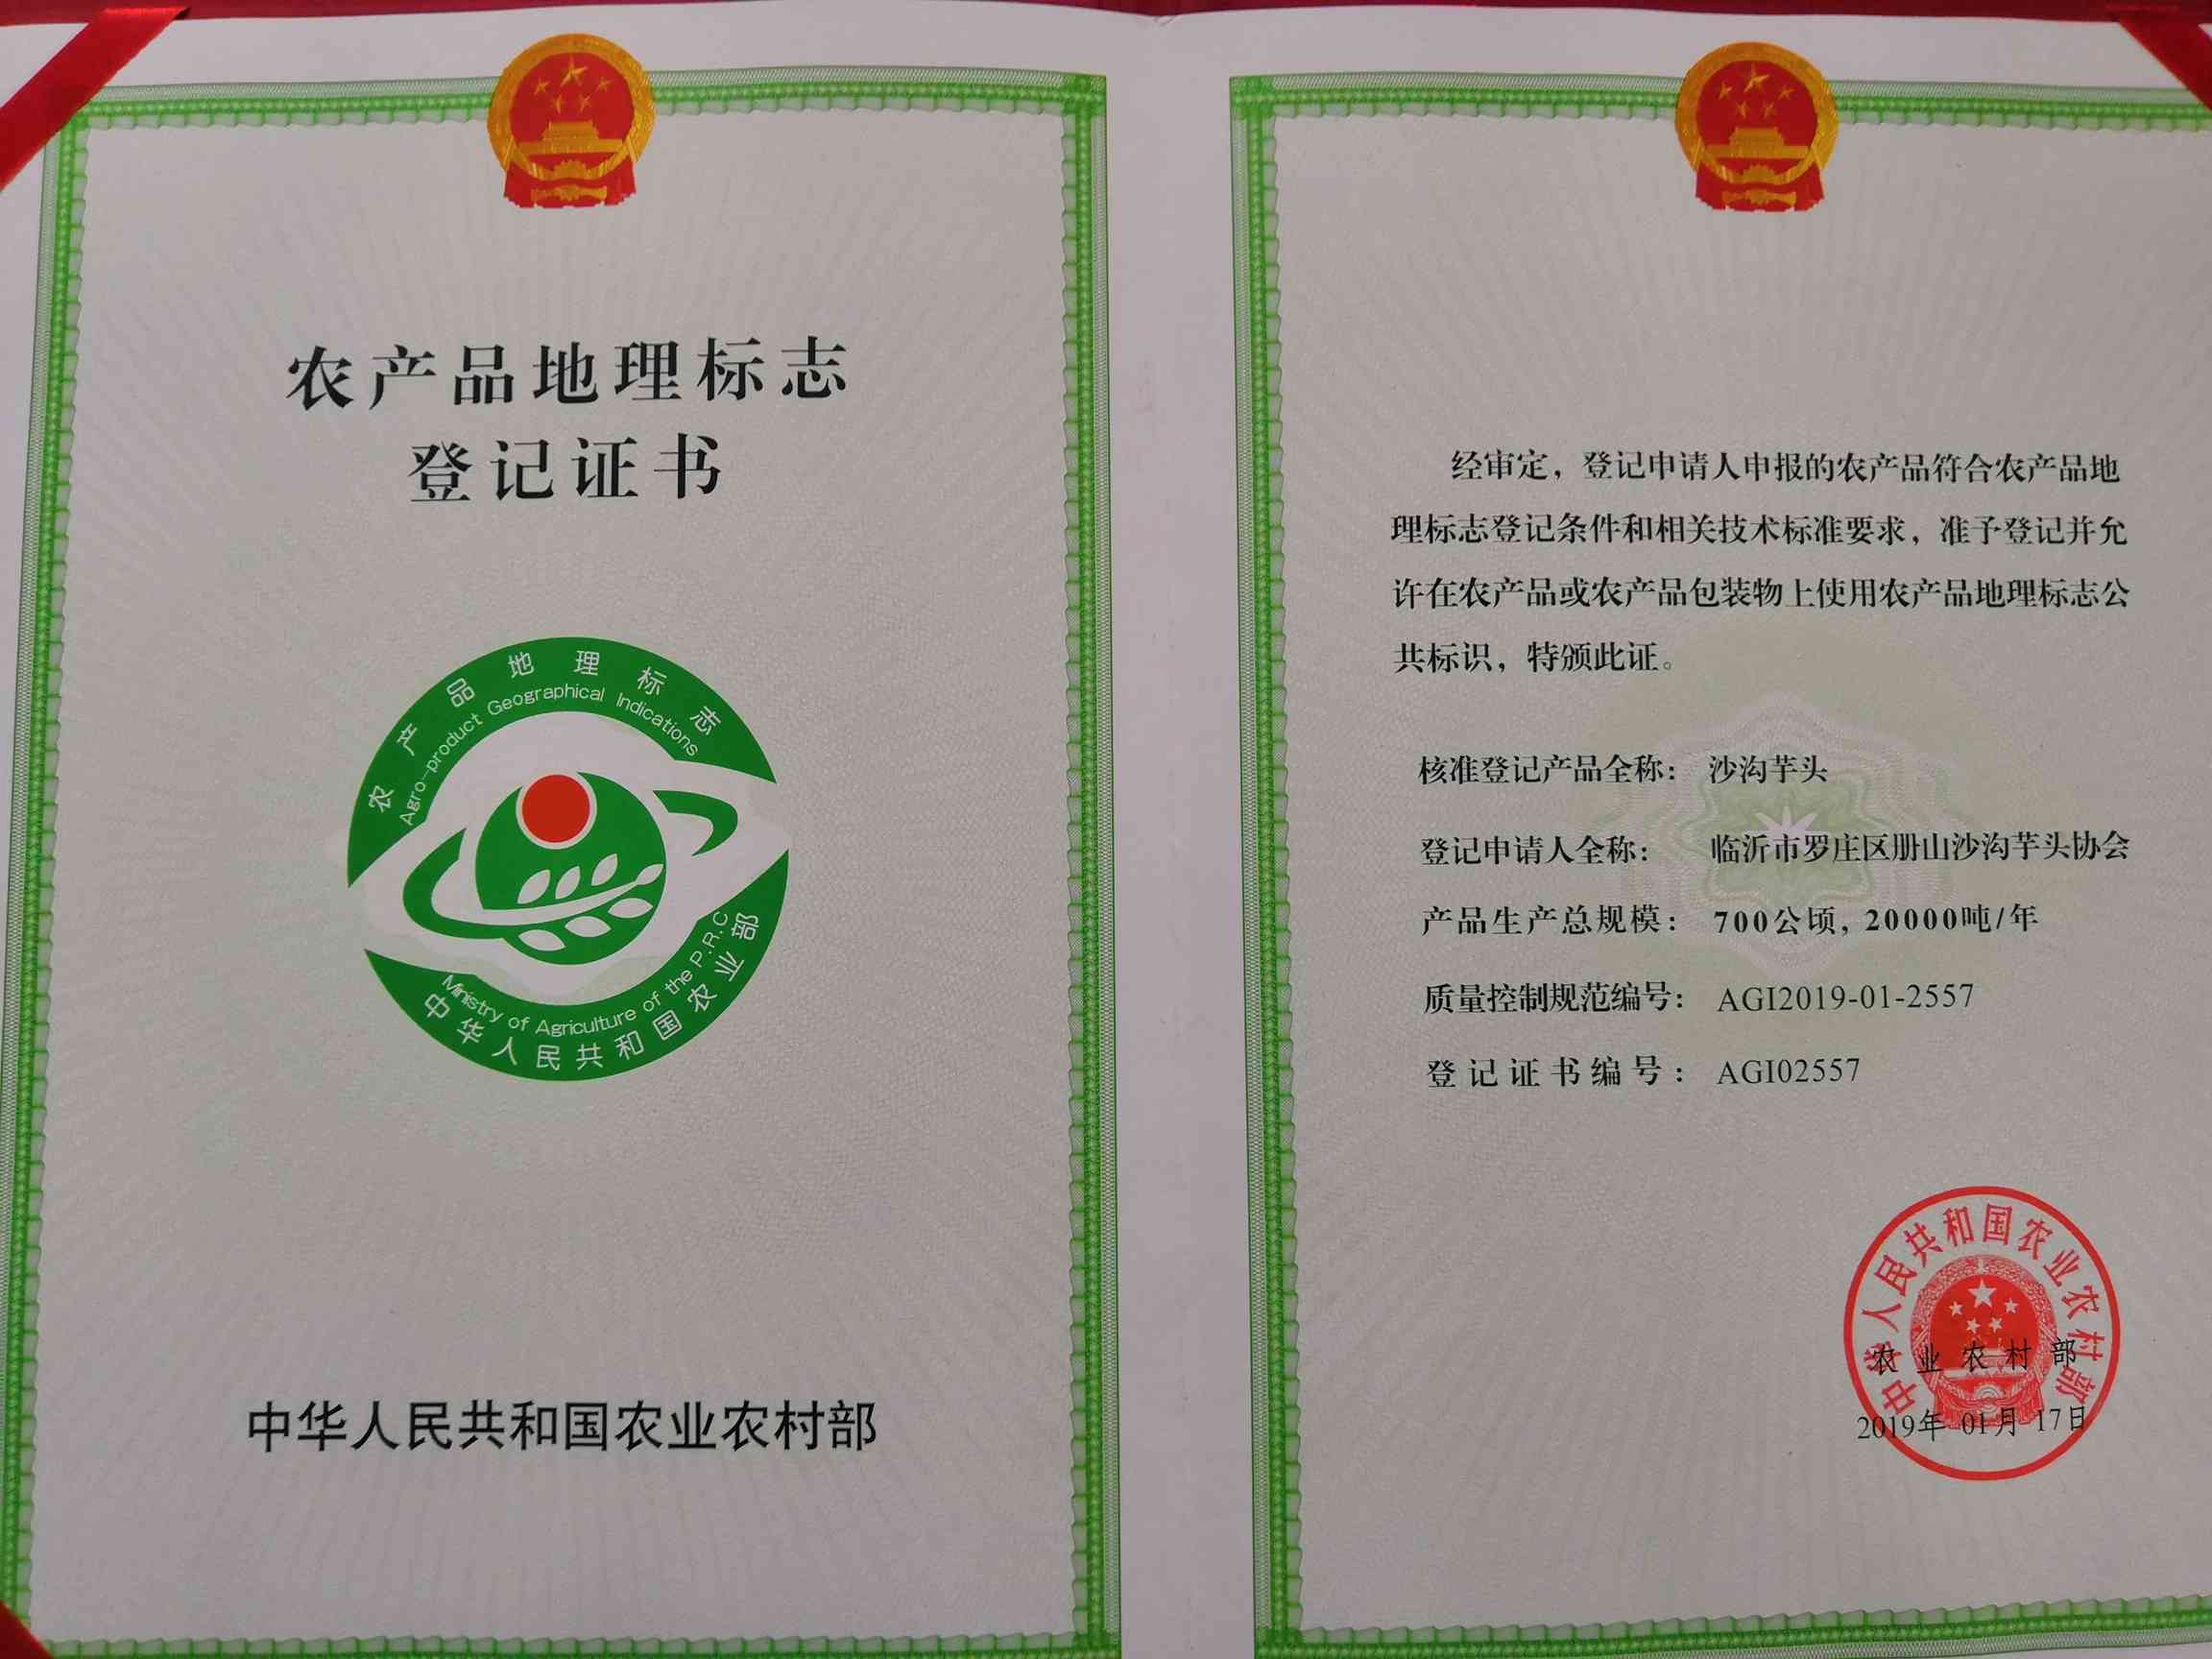 农产品地理标志
登记证书
农产品地理标志
Agro-product Geographical Indications
Ministry of Agriculture of the P.R.C
中华人民共和国农业部
中华人民共和国农业农村部
经审定，登记申请人申报的农产品符合农产品地
理标志登记条件和相关技术标准要求，准予登记并允
许在农产品或农产品包装物上使用农产品地理标志公
共标识，特颁此证。
核准登记产品全称： 沙沟芋头
登记申请人全称： 临沂市罗庄区册山沙沟芋头协会
产品生产总规模： 700公顷，20000吨/年
质量控制规范编号： AGI2019-01-2557
登记证书编号： AGI02557
中华人民共和国农业农村部
农业农村部
2019年 01月 17日